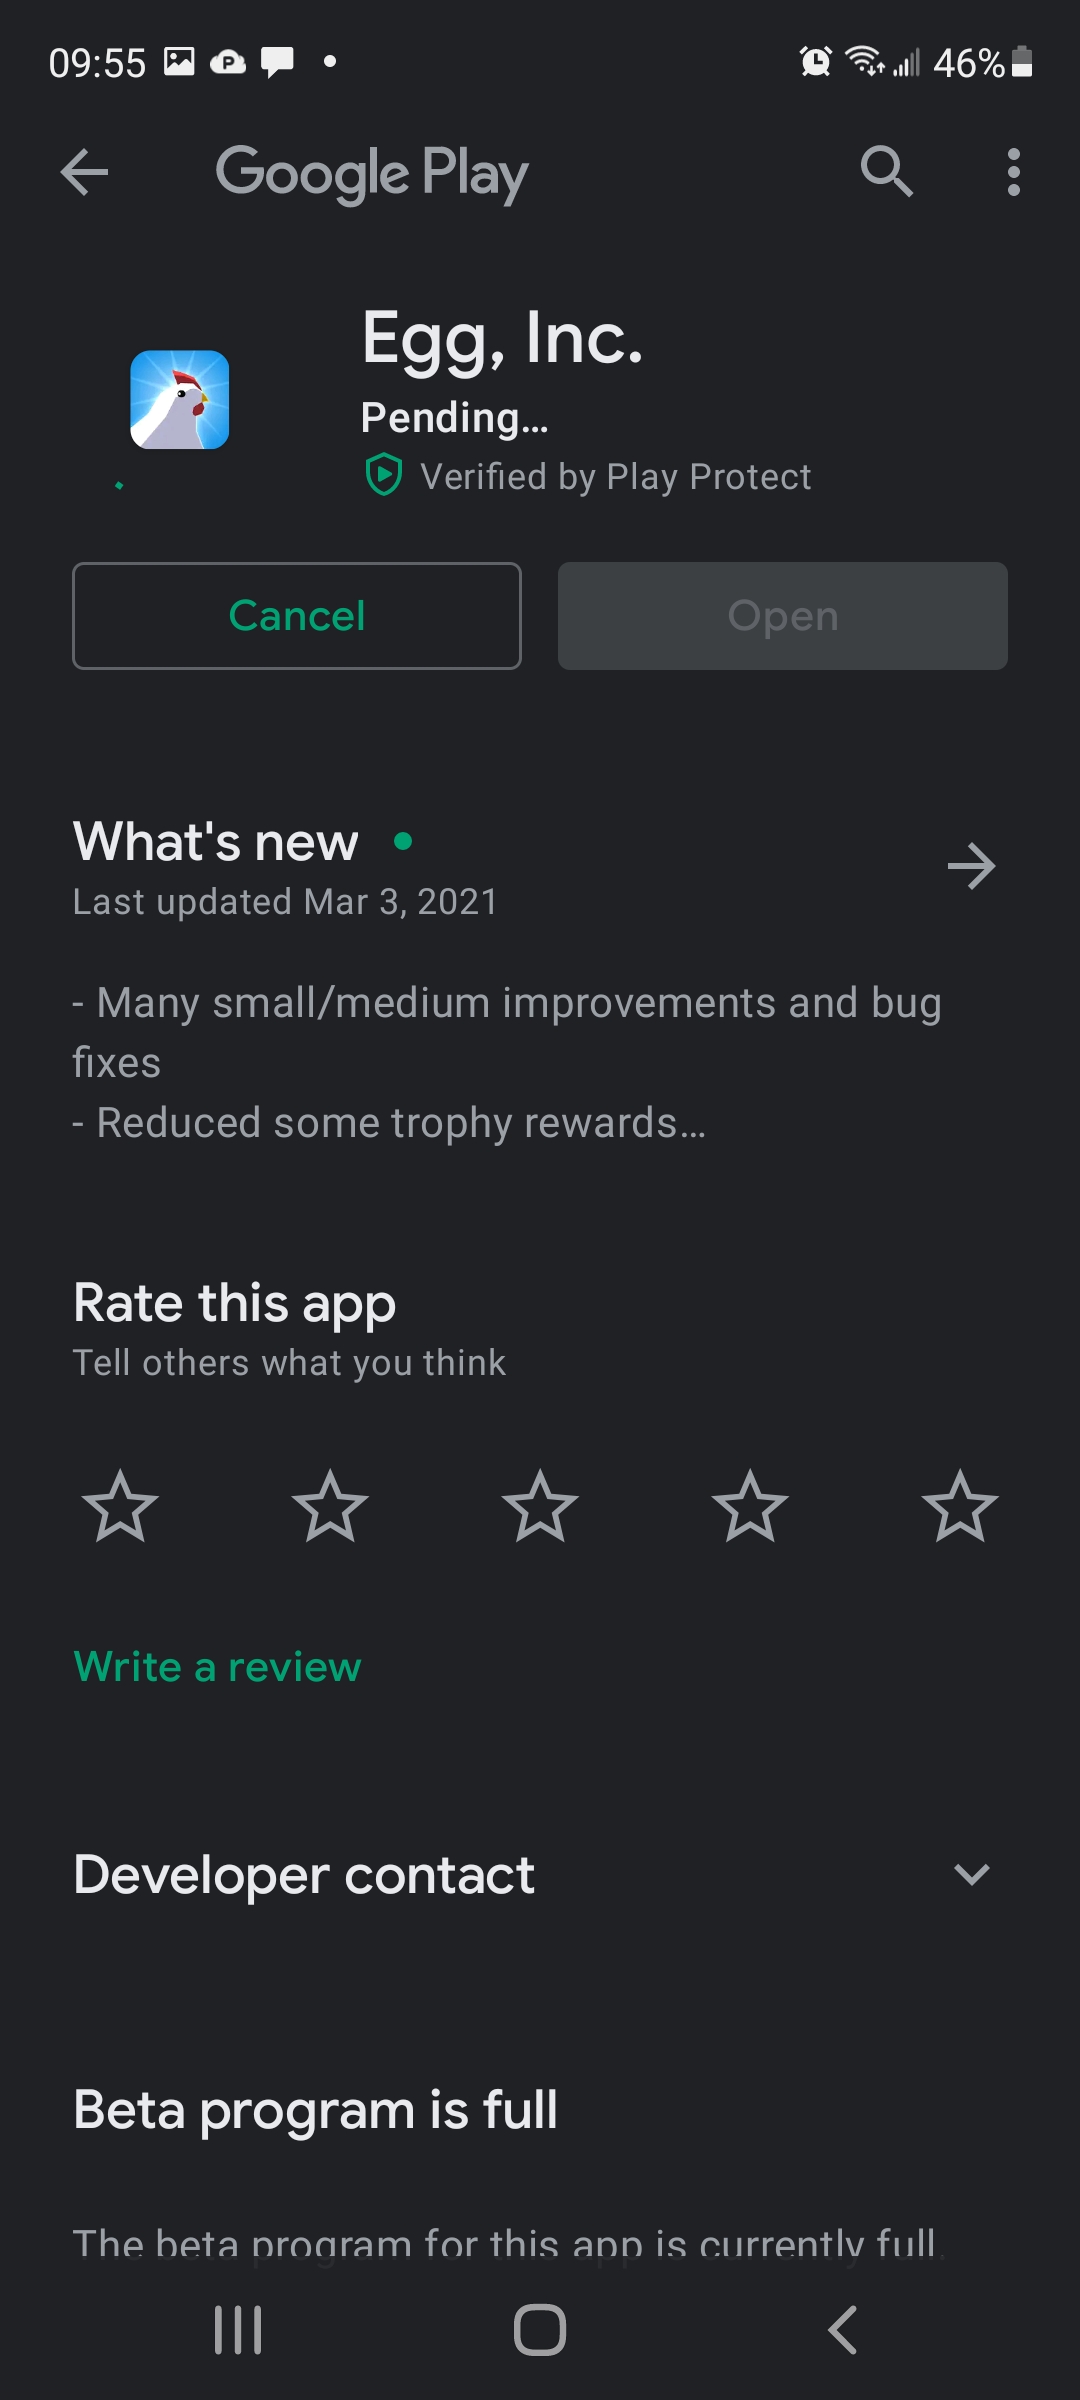 09:55
46%
Google Play
Egg, Inc.
Pending...
Verified by Play Protect
Cancel
Open
What's new
Last updated Mar 3, 2021
- Many small/medium improvements and bug
fixes
- Reduced some trophy rewards...
Rate this app
Tell others what you think
Write a review
Developer contact
Beta program is full
The beta program for this app is currently full.